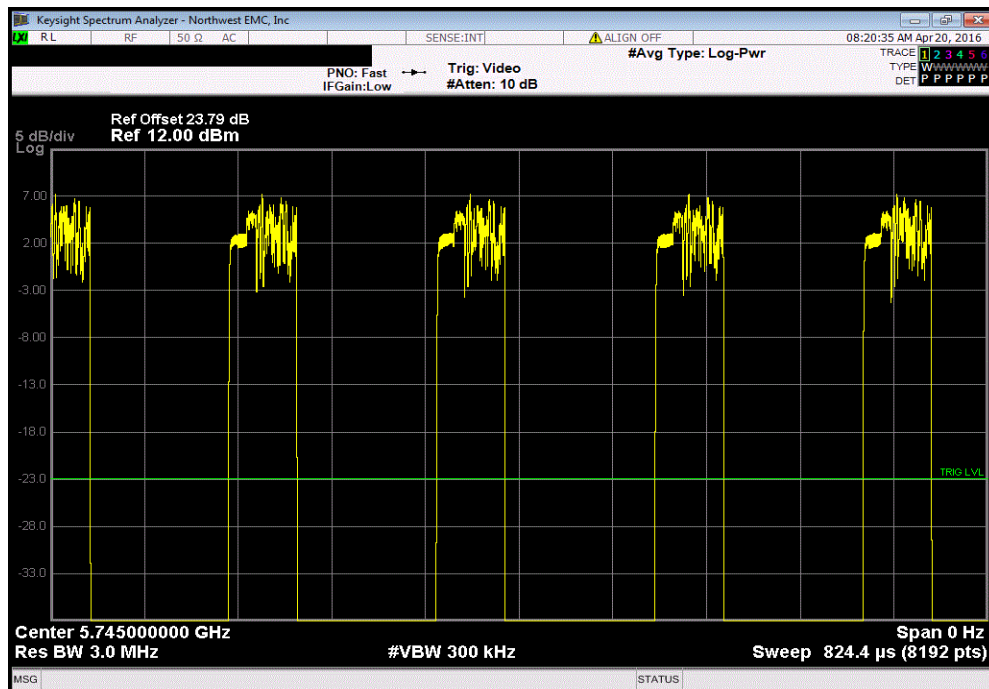 Keysight Spectrum Analyzer - Northwest EMC, Inc
LXI RL RF 50 Ω AC SENSE:INT ALIGN OFF 08:20:35 AM Apr 20, 2016
#Avg Type: Log-Pwr TRACE 1 2 3 4 5 6
PNO: Fast Trig: Video TYPE WWWWWW
IFGain:Low #Atten: 10 dB DET P P P P P P
Ref Offset 23.79 dB
5 dB/div Ref 12.00 dBm
Log
7.00
2.00
-3.00
-8.00
-13.0
-18.0
TRIG LVL
-23.0
-28.0
-33.0
Center 5.745000000 GHz Span 0 Hz
Res BW 3.0 MHz #VBW 300 kHz Sweep 824.4 µs (8192 pts)
MSG STATUS